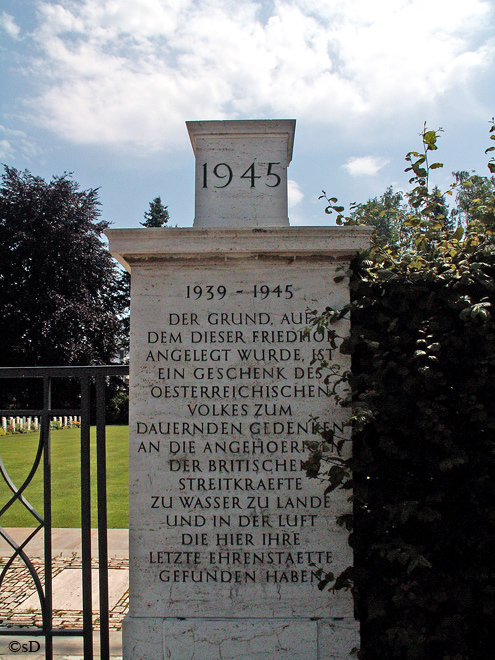 1945
1939 - 1945
DER GRUND, AUF
DEM DIESER FRIEDHOF
ANGELEGT WURDE, IST
EIN GESCHENK DES
OESTERREICHISCHEN
VOLKES ZUM
DAUERNDEN GEDENKEN
AN DIE ANGEHOERIGEN
DER BRITISCHEN
STREITKRAEFTE
ZU WASSER ZU LANDE
UND IN DER LUFT
DIE HIER IHRE
LETZTE EHRENSTAETTE
GEFUNDEN HABEN
©sD